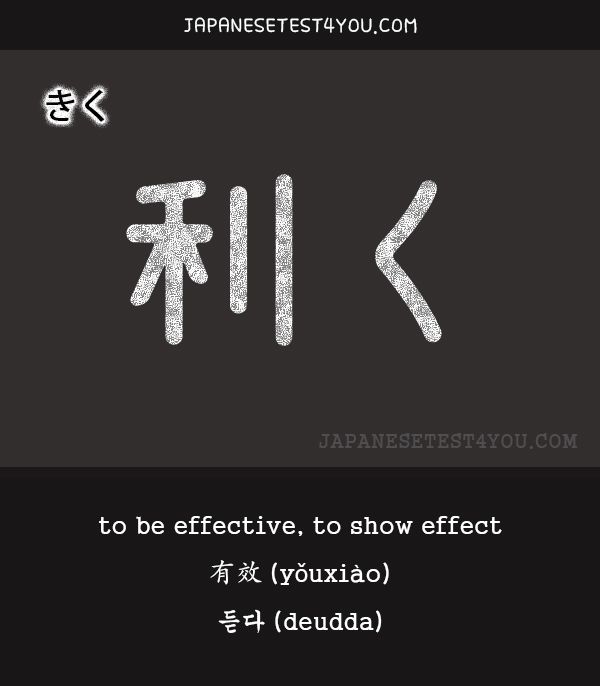 JAPANESETEST4YOU.COM
きく
利く
JAPANESETEST4YOU.COM
to be effective, to show effect
有效 (yǒuxiào)
듣다 (deudda)